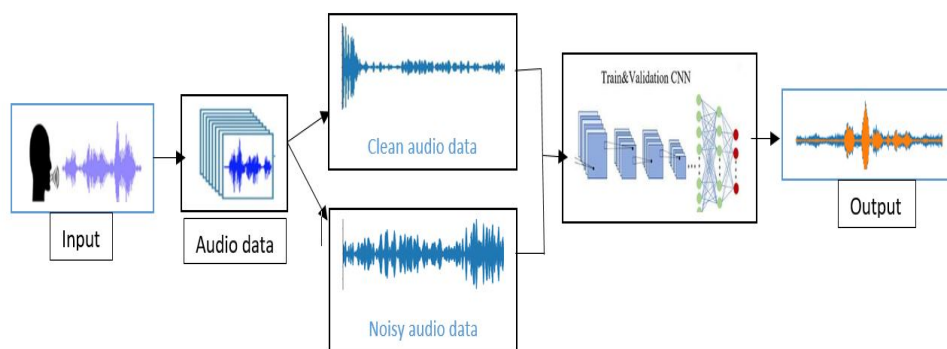 Input
Audio data
Clean audio data
Noisy audio data
Train&Validation CNN
Output